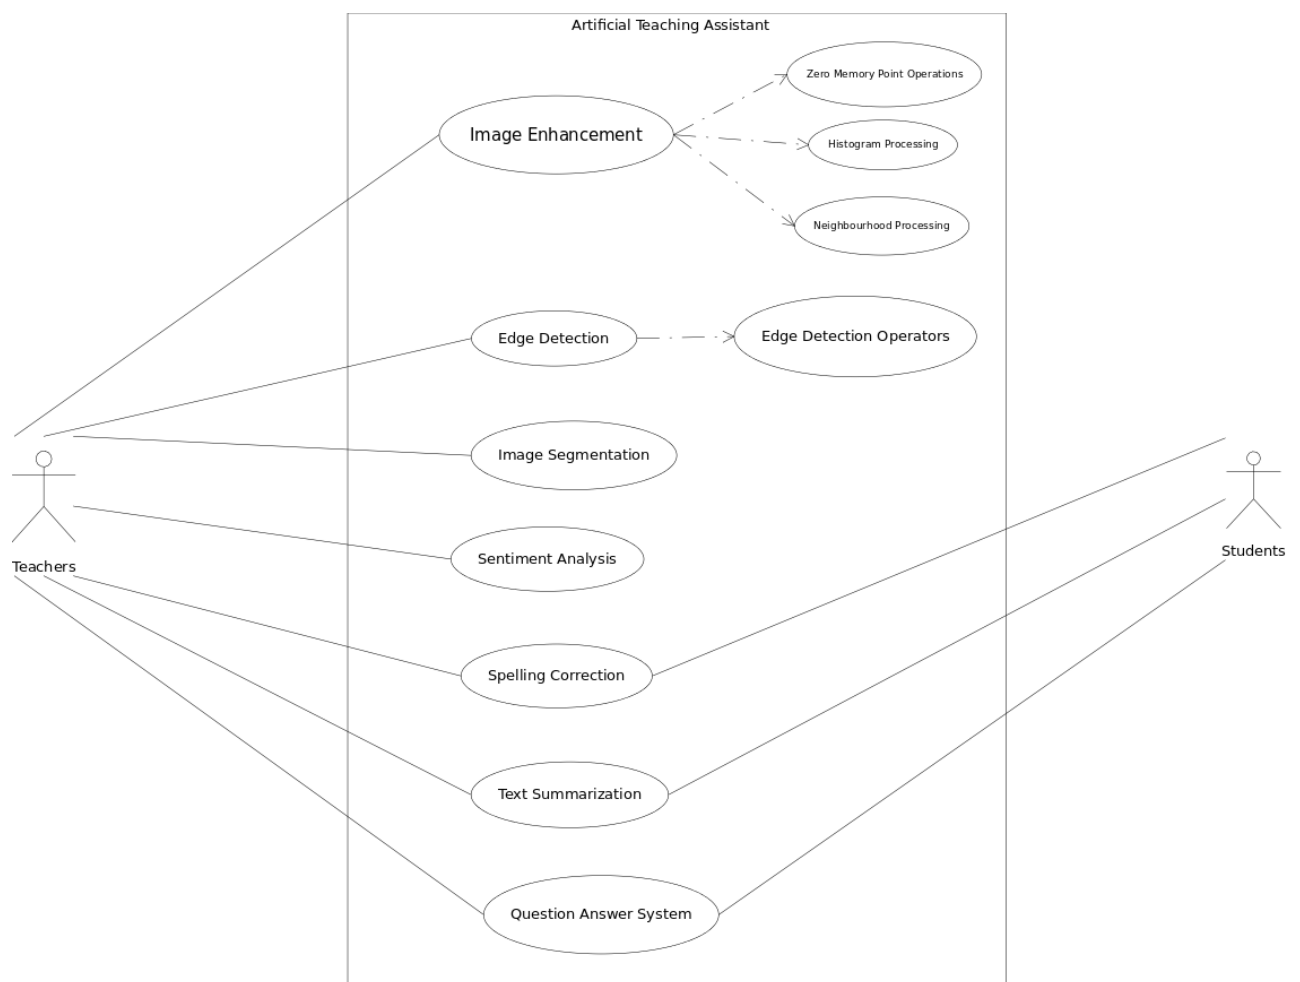 Artificial Teaching Assistant
Zero Memory Point Operations
Image Enhancement
Histogram Processing
Neighbourhood Processing
Edge Detection
Edge Detection Operators
Image Segmentation
Sentiment Analysis
Teachers
Students
Spelling Correction
Text Summarization
Question Answer System